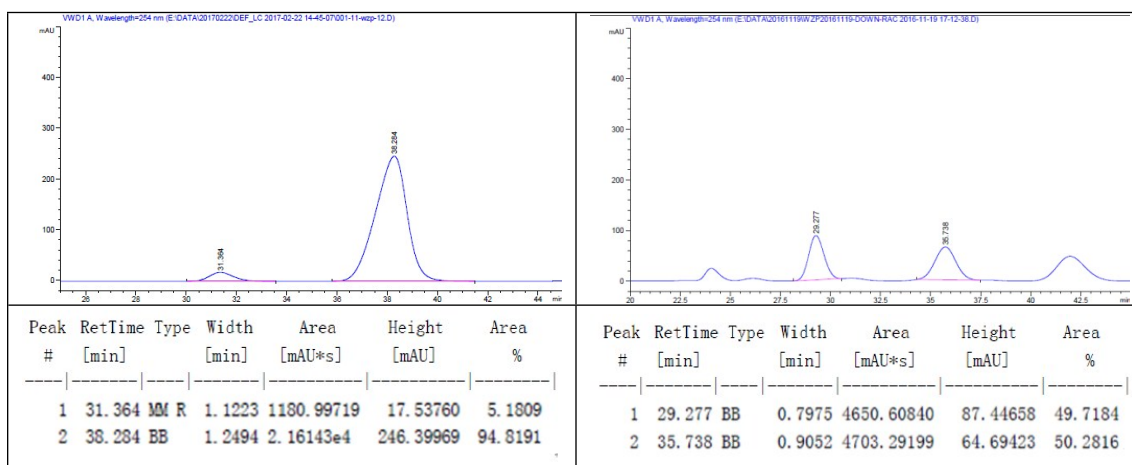 VWD1 A, Wavelength=254 nm (E:\DATA\20170222\DEF_LC 2017-02-22 14-45-07\001-11-wzp-12.D)
mAU
400
300
200
100
0
31.364
38.284
26 28 30 32 34 36 38 40 42 44 min
VWD1 A, Wavelength=254 nm (E:\DATA\20161119\WZP20161119-DOWN-RAC 2016-11-19 17-12-38.D)
mAU
400
300
200
100
0
29.277
35.738
20 22.5 25 27.5 30 32.5 35 37.5 40 42.5 min
Peak RetTime Type Width Area Height Area
# [min] [min] [mAU*s] [mAU] %
----|-------|----|-------|----------|----------|--------|
1 31.364 MM R 1.1223 1180.99719 17.53760 5.1809
2 38.284 BB 1.2494 2.16143e4 246.39969 94.8191
Peak RetTime Type Width Area Height Area
# [min] [min] [mAU*s] [mAU] %
----|-------|----|-------|----------|----------|--------|
1 29.277 BB 0.7975 4650.60840 87.44658 49.7184
2 35.738 BB 0.9052 4703.29199 64.69423 50.2816